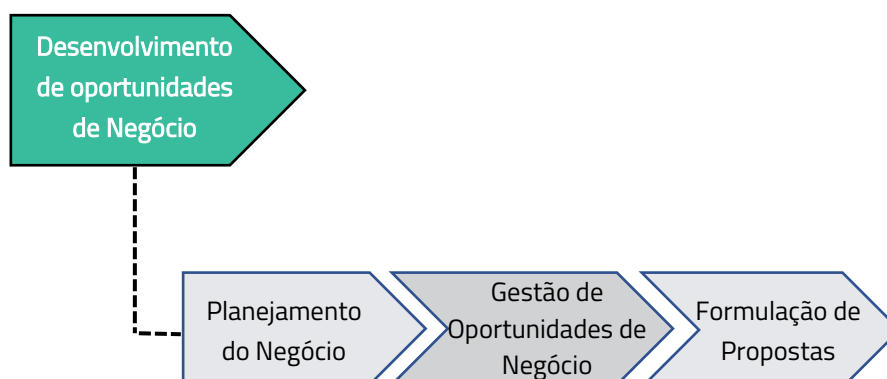 Desenvolvimento
de oportunidades
de Negócio
Planejamento
do Negócio
Gestão de
Oportunidades de
Negócio
Formulação de
Propostas